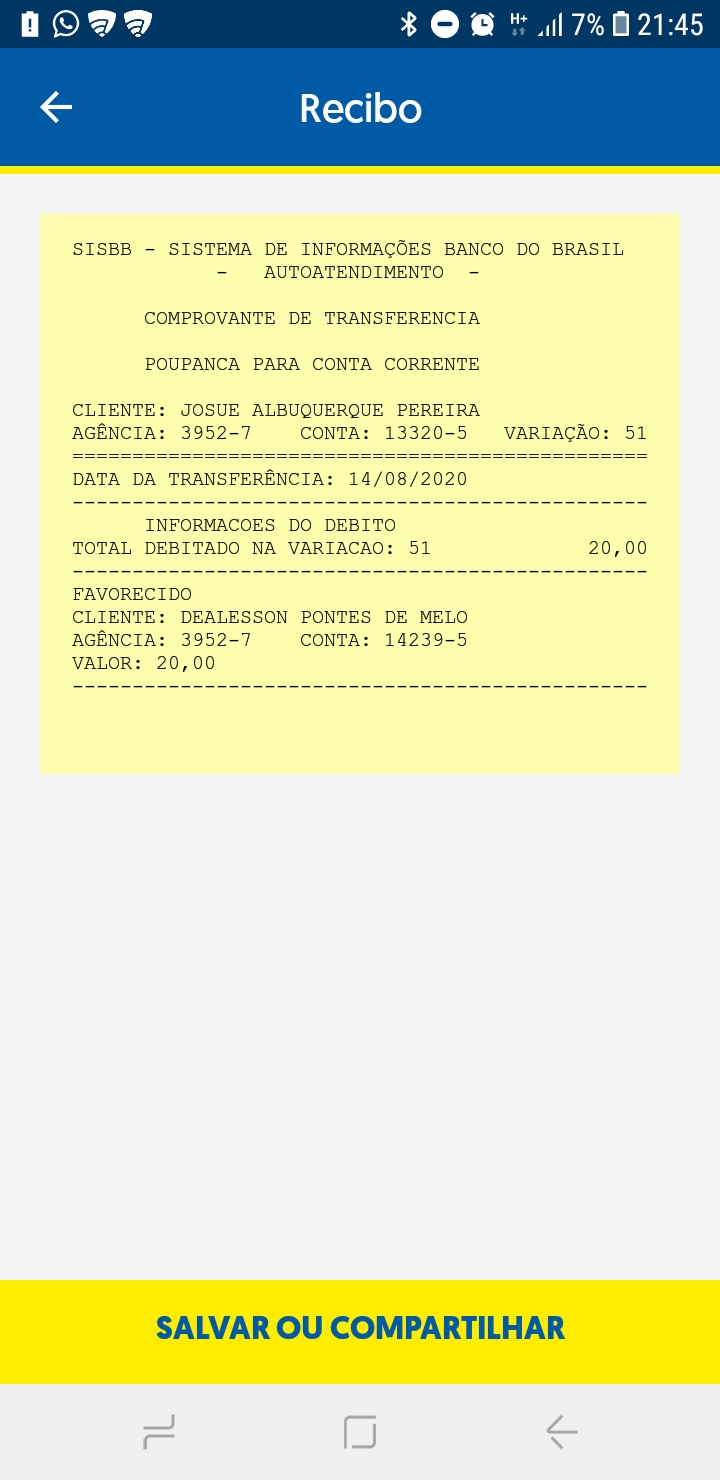 7% 21:45
Recibo
SISBB - SISTEMA DE INFORMAÇÕES BANCO DO BRASIL
- AUTOATENDIMENTO -
COMPROVANTE DE TRANSFERENCIA
POUPANCA PARA CONTA CORRENTE
CLIENTE: JOSUE ALBUQUERQUE PEREIRA
AGÊNCIA: 3952-7 CONTA: 13320-5 VARIAÇÃO: 51
================================================
DATA DA TRANSFERÊNCIA: 14/08/2020
------------------------------------------------
INFORMACOES DO DEBITO
TOTAL DEBITADO NA VARIACAO: 51 20,00
------------------------------------------------
FAVORECIDO
CLIENTE: DEALESSON PONTES DE MELO
AGÊNCIA: 3952-7 CONTA: 14239-5
VALOR: 20,00
------------------------------------------------
SALVAR OU COMPARTILHAR